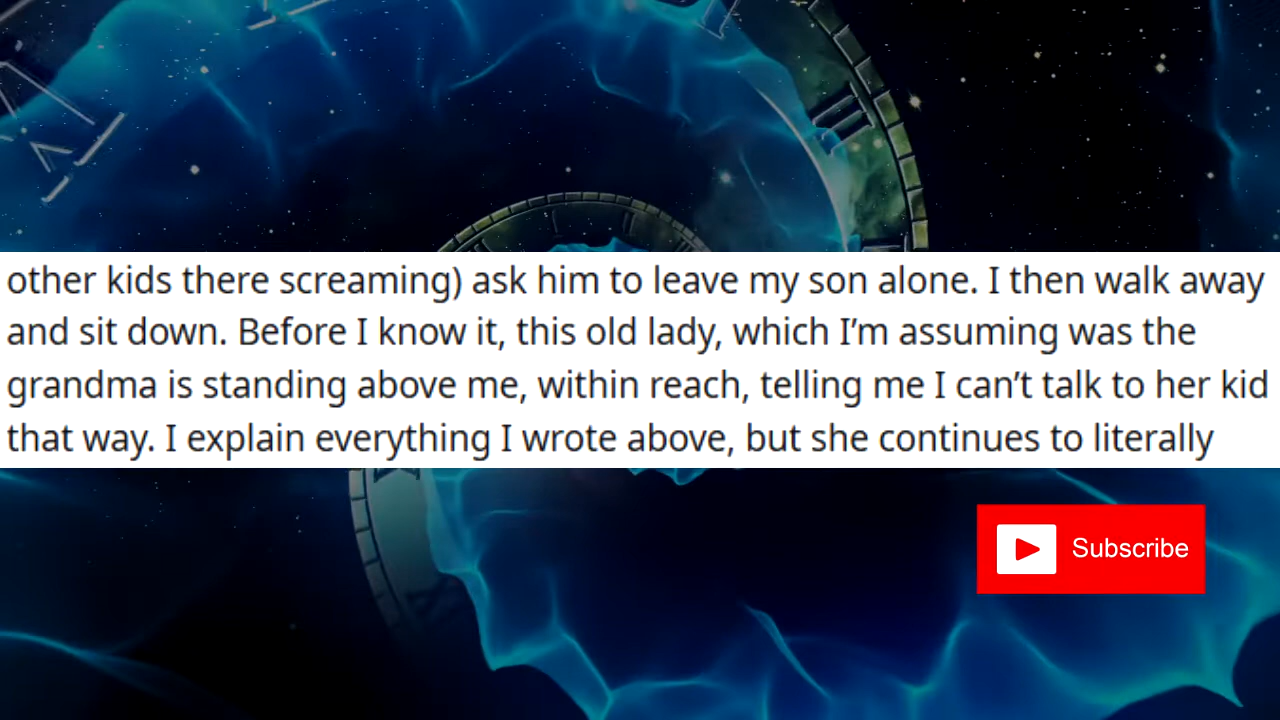 other kids there screaming) ask him to leave my son alone. I then walk away
and sit down. Before I know it, this old lady, which I’m assuming was the
grandma is standing above me, within reach, telling me I can’t talk to her kid
that way. I explain everything I wrote above, but she continues to literally
Subscribe